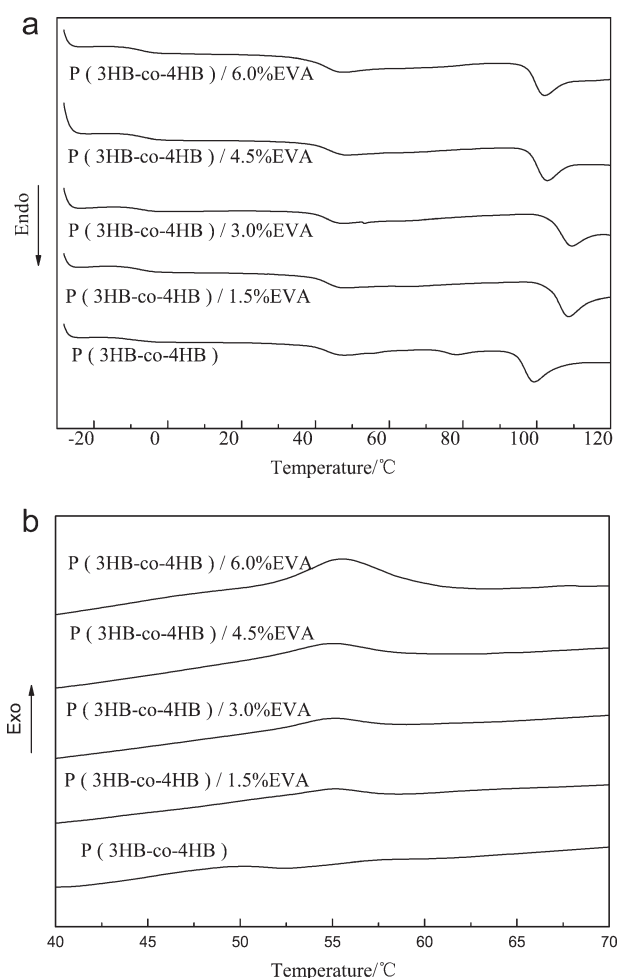 a
P ( 3HB-co-4HB ) / 6.0%EVA
P ( 3HB-co-4HB ) / 4.5%EVA
Endo
P ( 3HB-co-4HB ) / 3.0%EVA
P ( 3HB-co-4HB ) / 1.5%EVA
P ( 3HB-co-4HB )
-20 0 20 40 60 80 100 120
Temperature/℃
b
P ( 3HB-co-4HB ) / 6.0%EVA
P ( 3HB-co-4HB ) / 4.5%EVA
Exo
P ( 3HB-co-4HB ) / 3.0%EVA
P ( 3HB-co-4HB ) / 1.5%EVA
P ( 3HB-co-4HB )
40 45 50 55 60 65 70
Temperature/℃